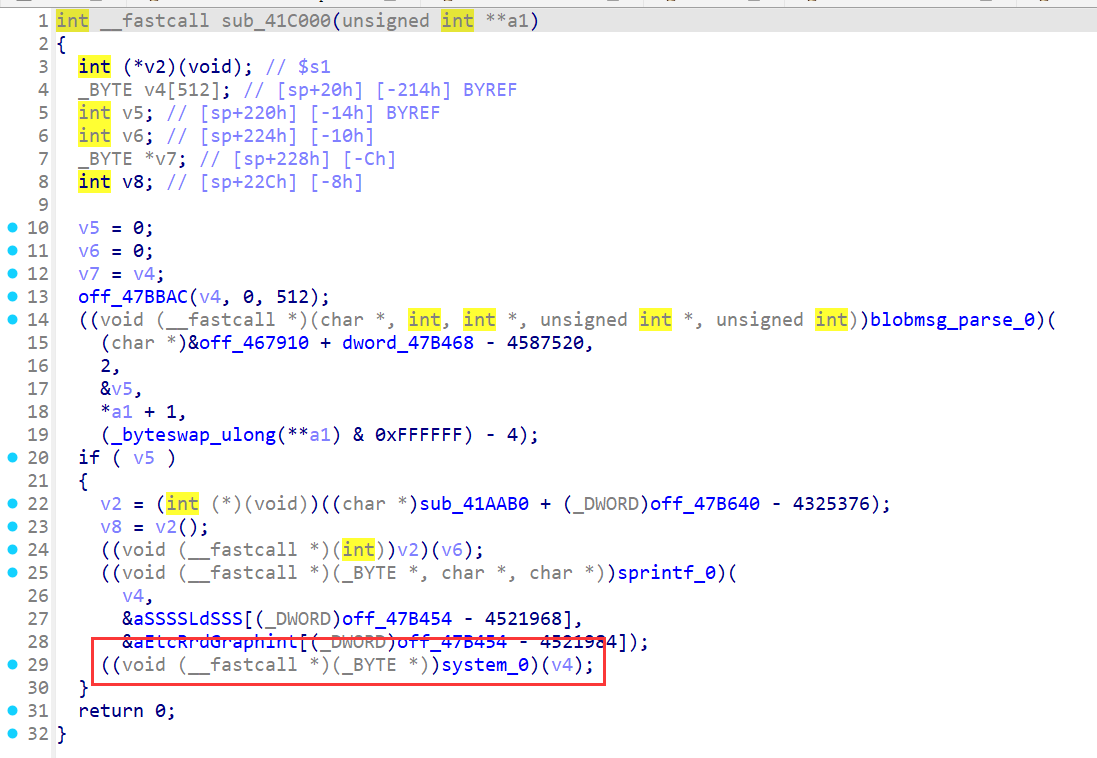 1 int __fastcall sub_41C000(unsigned int **a1)
2 {
3 int (*v2)(void); // $s1
4 _BYTE v4[512]; // [sp+20h] [-214h] BYREF
5 int v5; // [sp+220h] [-14h] BYREF
6 int v6; // [sp+224h] [-10h]
7 _BYTE *v7; // [sp+228h] [-Ch]
8 int v8; // [sp+22Ch] [-8h]
9
10 v5 = 0;
11 v6 = 0;
12 v7 = v4;
13 off_47BBAC(v4, 0, 512);
14 ((void (__fastcall *)(char *, int, int *, unsigned int *, unsigned int))blobmsg_parse_0)(
15 (char *)&off_467910 + dword_47B468 - 4587520,
16 2,
17 &v5,
18 *a1 + 1,
19 (_byteswap_ulong(**a1) & 0xFFFFFF) - 4);
20 if ( v5 )
21 {
22 v2 = (int (*)(void))((char *)sub_41AAB0 + (_DWORD)off_47B640 - 4325376);
23 v8 = v2();
24 ((void (__fastcall *)(int))v2)(v6);
25 ((void (__fastcall *)(_BYTE *, char *, char *))sprintf_0)(
26 v4,
27 &aSSSSLdSSS[(_DWORD)off_47B454 - 4521968],
28 &aEtcRrdGraphint[(_DWORD)off_47B454 - 4521984]);
29 ((void (__fastcall *)(_BYTE *))system_0)(v4);
30 }
31 return 0;
32 }